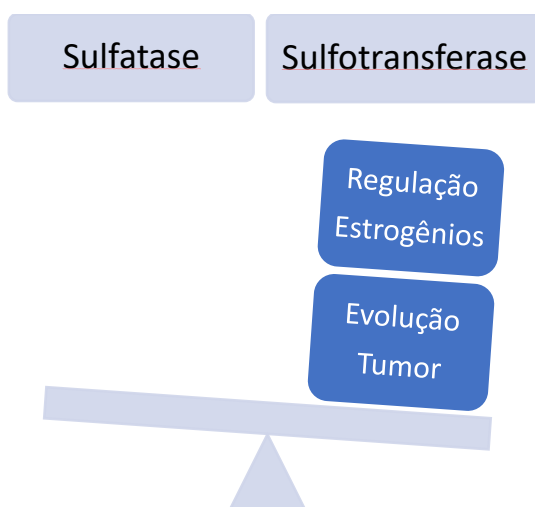 Sulfatase
Sulfotransferase
Regulação
Estrogênios
Evolução
Tumor